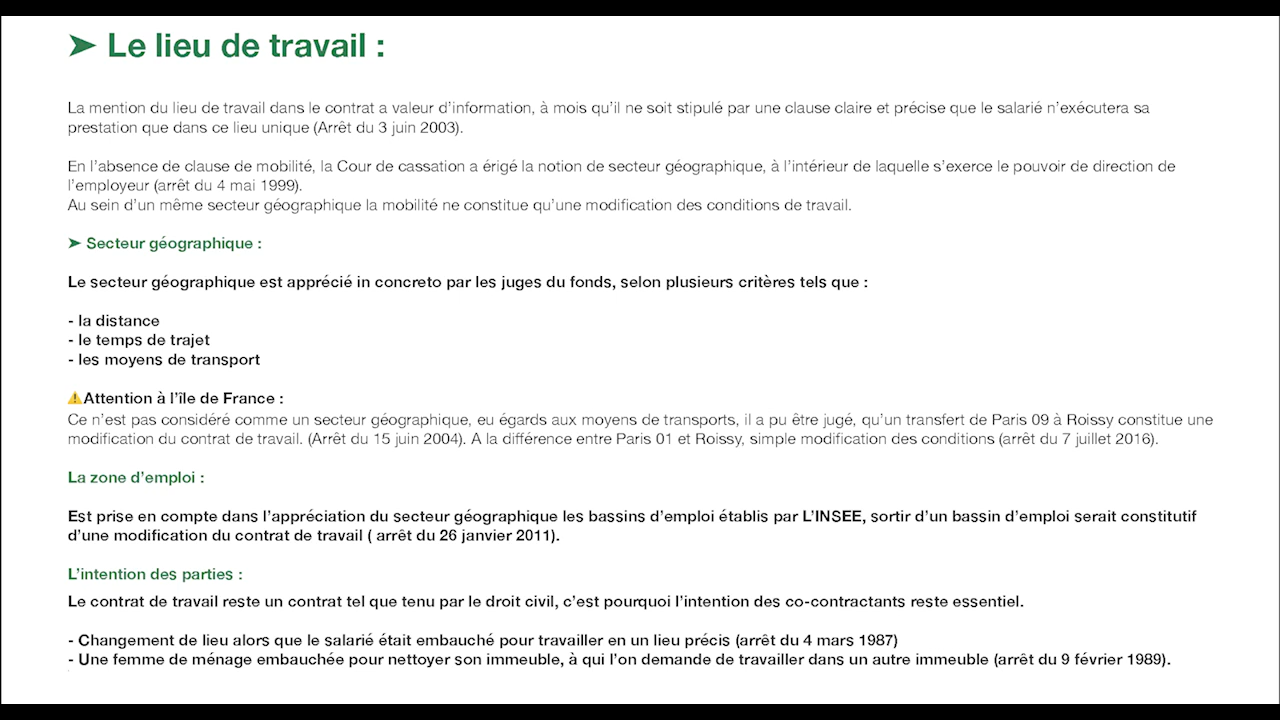 ➤ Le lieu de travail :
La mention du lieu de travail dans le contrat a valeur d’information, à mois qu’il ne soit stipulé par une clause claire et précise que le salarié n’exécutera sa
prestation que dans ce lieu unique (Arrêt du 3 juin 2003).
En l’absence de clause de mobilité, la Cour de cassation a érigé la notion de secteur géographique, à l’intérieur de laquelle s’exerce le pouvoir de direction de
l’employeur (arrêt du 4 mai 1999).
Au sein d’un même secteur géographique la mobilité ne constitue qu’une modification des conditions de travail.
➤ Secteur géographique :
Le secteur géographique est apprécié in concreto par les juges du fonds, selon plusieurs critères tels que :
- la distance
- le temps de trajet
- les moyens de transport
⚠️Attention à l’île de France :
Ce n’est pas considéré comme un secteur géographique, eu égards aux moyens de transports, il a pu être jugé, qu’un transfert de Paris 09 à Roissy constitue une
modification du contrat de travail. (Arrêt du 15 juin 2004). A la différence entre Paris 01 et Roissy, simple modification des conditions (arrêt du 7 juillet 2016).
La zone d’emploi :
Est prise en compte dans l’appréciation du secteur géographique les bassins d’emploi établis par L’INSEE, sortir d’un bassin d’emploi serait constitutif
d’une modification du contrat de travail ( arrêt du 26 janvier 2011).
L’intention des parties :
Le contrat de travail reste un contrat tel que tenu par le droit civil, c’est pourquoi l’intention des co-contractants reste essentiel.
- Changement de lieu alors que le salarié était embauché pour travailler en un lieu précis (arrêt du 4 mars 1987)
- Une femme de ménage embauchée pour nettoyer son immeuble, à qui l’on demande de travailler dans un autre immeuble (arrêt du 9 février 1989).